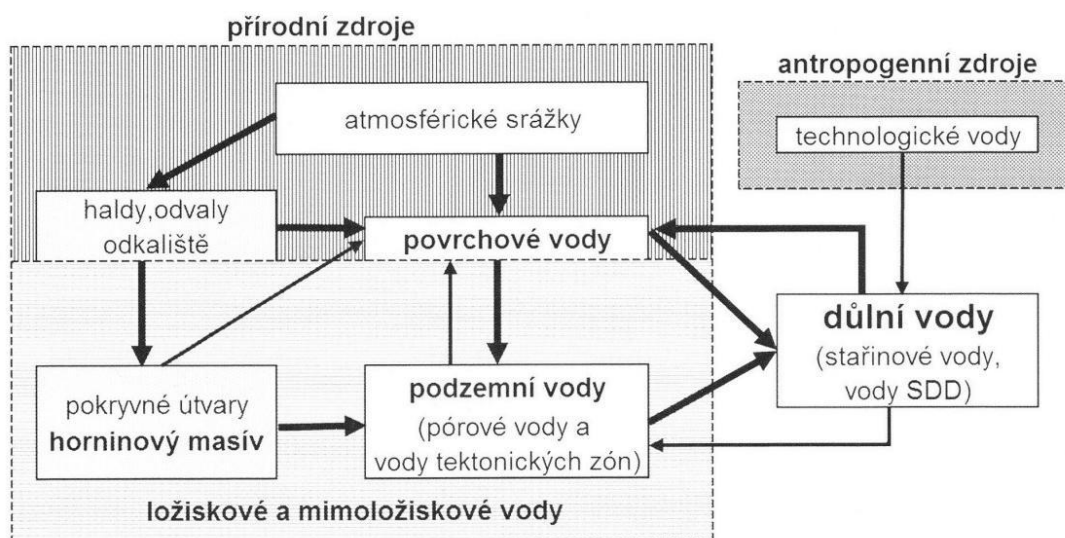 přírodní zdroje
antropogenní zdroje
atmosférické srážky
technologické vody
haldy,odvaly
odkaliště
povrchové vody
důlní vody
(stařinové vody,
vody SDD)
pokryvné útvary
horninový masív
podzemní vody
(pórové vody a
vody tektonických zón)
ložiskové a mimoložiskové vody